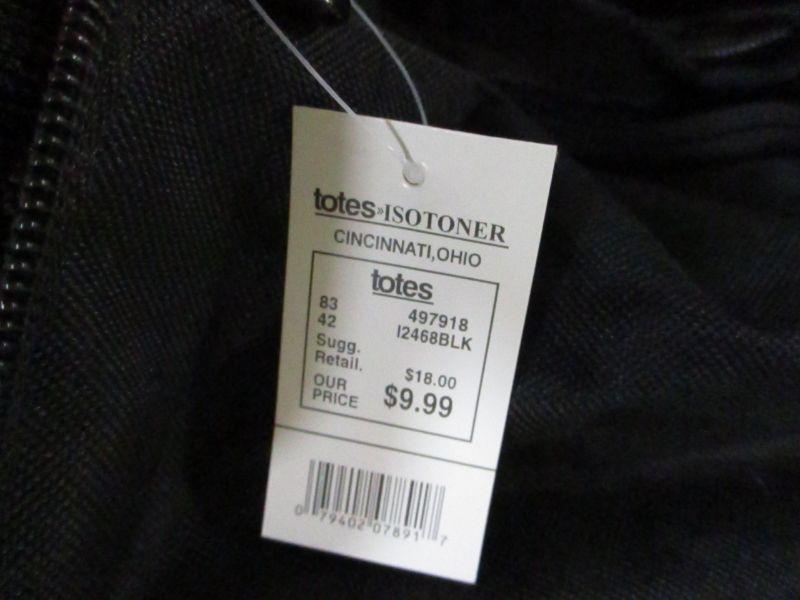 totes»ISOTONER
CINCINNATI,OHIO
totes
83 497918
42 I2468BLK
Sugg.
Retail. $18.00
OUR
PRICE $9.99
0 79402 07891 7